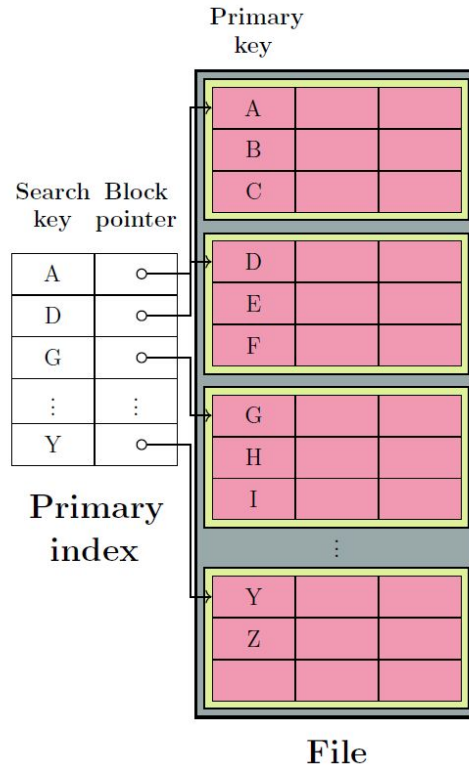 Primary
key
A
B
C
Search Block
key pointer
A
D
G
⋮ ⋮
Y
Primary
index
D
E
F
G
H
I
⋮
Y
Z
File